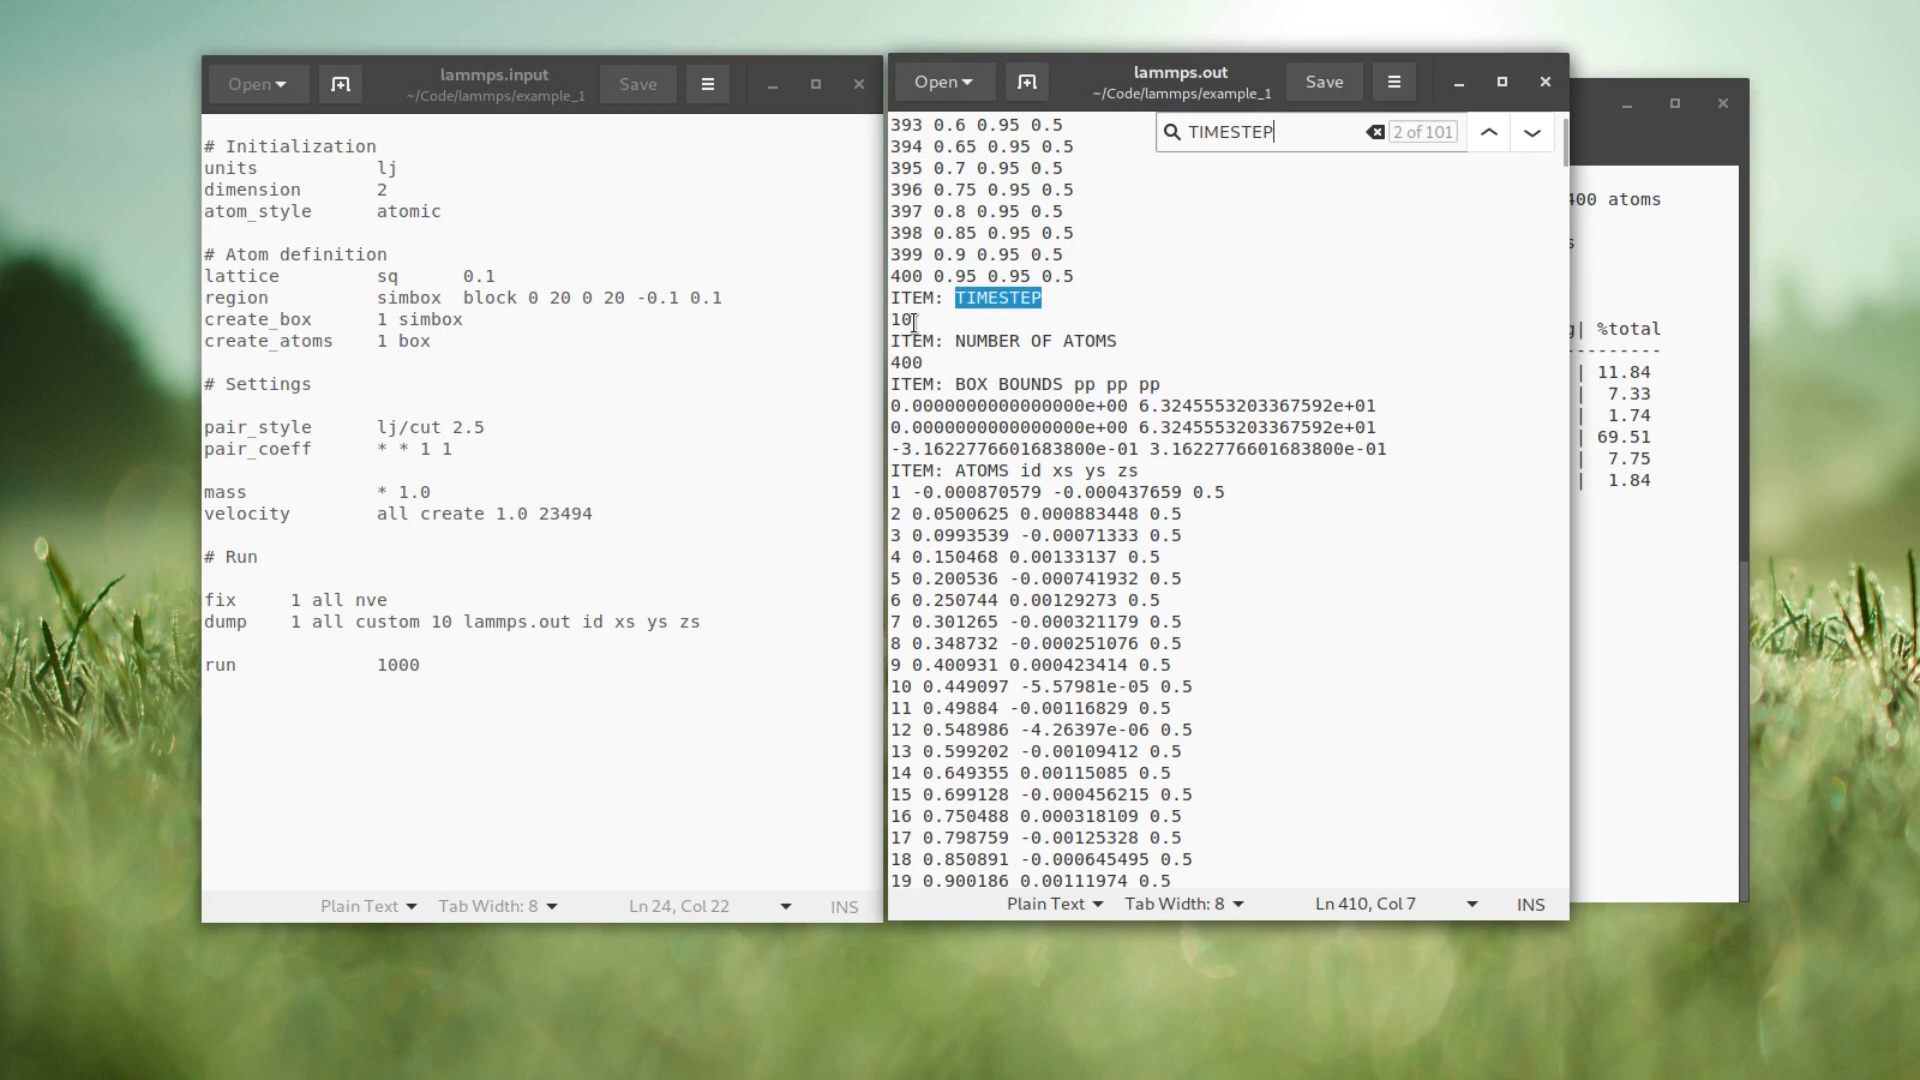 Open
lammps.input
~/Code/lammps/example_1
Save
# Initialization
units lj
dimension 2
atom_style atomic
# Atom definition
lattice sq 0.1
region simbox block 0 20 0 20 -0.1 0.1
create_box 1 simbox
create_atoms 1 box
# Settings
pair_style lj/cut 2.5
pair_coeff * * 1 1
mass * 1.0
velocity all create 1.0 23494
# Run
fix 1 all nve
dump 1 all custom 10 lammps.out id xs ys zs
run 1000
Plain Text Tab Width: 8 Ln 24, Col 22 INS
Open
lammps.out
~/Code/lammps/example_1
Save
TIMESTEP 2 of 101
393 0.6 0.95 0.5
394 0.65 0.95 0.5
395 0.7 0.95 0.5
396 0.75 0.95 0.5
397 0.8 0.95 0.5
398 0.85 0.95 0.5
399 0.9 0.95 0.5
400 0.95 0.95 0.5
ITEM: TIMESTEP
10
ITEM: NUMBER OF ATOMS
400
ITEM: BOX BOUNDS pp pp pp
0.0000000000000000e+00 6.3245553203367592e+01
0.0000000000000000e+00 6.3245553203367592e+01
-3.1622776601683800e-01 3.1622776601683800e-01
ITEM: ATOMS id xs ys zs
1 -0.000870579 -0.000437659 0.5
2 0.0500625 0.000883448 0.5
3 0.0993539 -0.00071333 0.5
4 0.150468 0.00133137 0.5
5 0.200536 -0.000741932 0.5
6 0.250744 0.00129273 0.5
7 0.301265 -0.000321179 0.5
8 0.348732 -0.000251076 0.5
9 0.400931 0.000423414 0.5
10 0.449097 -5.57981e-05 0.5
11 0.49884 -0.00116829 0.5
12 0.548986 -4.26397e-06 0.5
13 0.599202 -0.00109412 0.5
14 0.649355 0.00115085 0.5
15 0.699128 -0.000456215 0.5
16 0.750488 0.000318109 0.5
17 0.798759 -0.00125328 0.5
18 0.850891 -0.000645495 0.5
19 0.900186 0.00111974 0.5
Plain Text Tab Width: 8 Ln 410, Col 7 INS
400 atoms
s
g| %total
---------
| 11.84
| 7.33
| 1.74
| 69.51
| 7.75
| 1.84